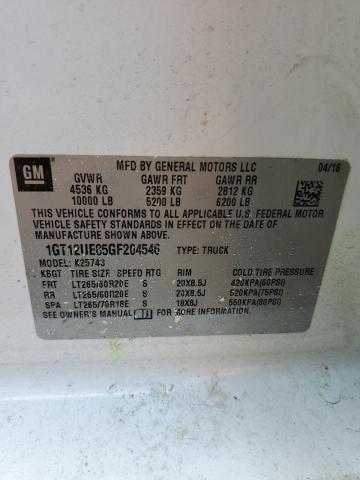 GM
MFD BY GENERAL MOTORS LLC 04/16
GVWR GAWR FRT GAWR RR
4536 KG 2359 KG 2812 KG
10000 LB 5200 LB 6200 LB
THIS VEHICLE CONFORMS TO ALL APPLICABLE U.S. FEDERAL MOTOR
VEHICLE SAFETY STANDARDS IN EFFECT ON THE DATE OF
MANUFACTURE SHOWN ABOVE.
TYPE: TRUCK
MODEL: K25743
TIRE SIZE SPEED RTG RIM COLD TIRE PRESSURE
FRT LT265/60R20E S 20X8.5J 420KPA(60PSI)
RR LT265/60R20E S 20X8.5J 520KPA(75PSI)
SPA LT265/70R18E S 18X8J 550KPA(80PSI)
SEE OWNER'S MANUAL FOR MORE INFORMATION